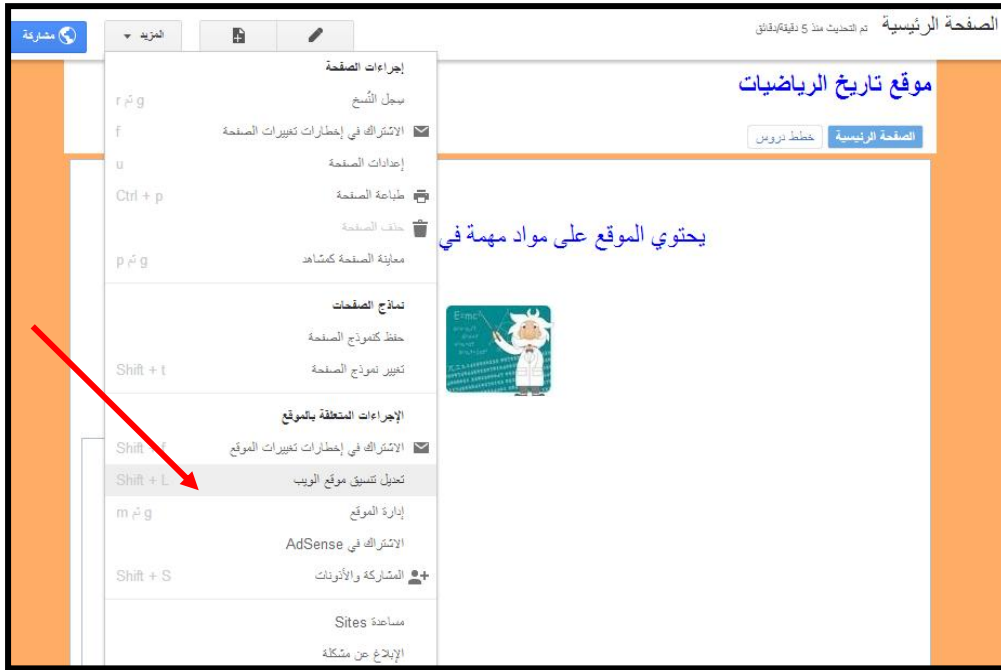 الصفحة الرئيسية تم التحديث منذ 5 دقيقة/دقائق
المزيد
مشاركة
موقع تاريخ الرياضيات
الصفحة الرئيسية
خطط دروس
يحتوي الموقع على مواد مهمة في
إجراءات الصفحة
سجل النُسخ g ثم r
الاشتراك في إخطارات تغييرات الصفحة f
إعدادات الصفحة u
طباعة الصفحة Ctrl + p
حذف الصفحة
معاينة الصفحة كمشاهد g ثم p
نماذج الصفحات
حفظ كنموذج الصفحة
تغيير نموذج الصفحة Shift + t
الإجراءات المتعلقة بالموقع
الاشتراك في إخطارات تغييرات الموقع Shift + f
تعديل تنسيق موقع الويب Shift + L
إدارة الموقع g ثم m
الاشتراك في AdSense
المشاركة والأذونات Shift + S
مساعدة Sites
الإبلاغ عن مشكلة